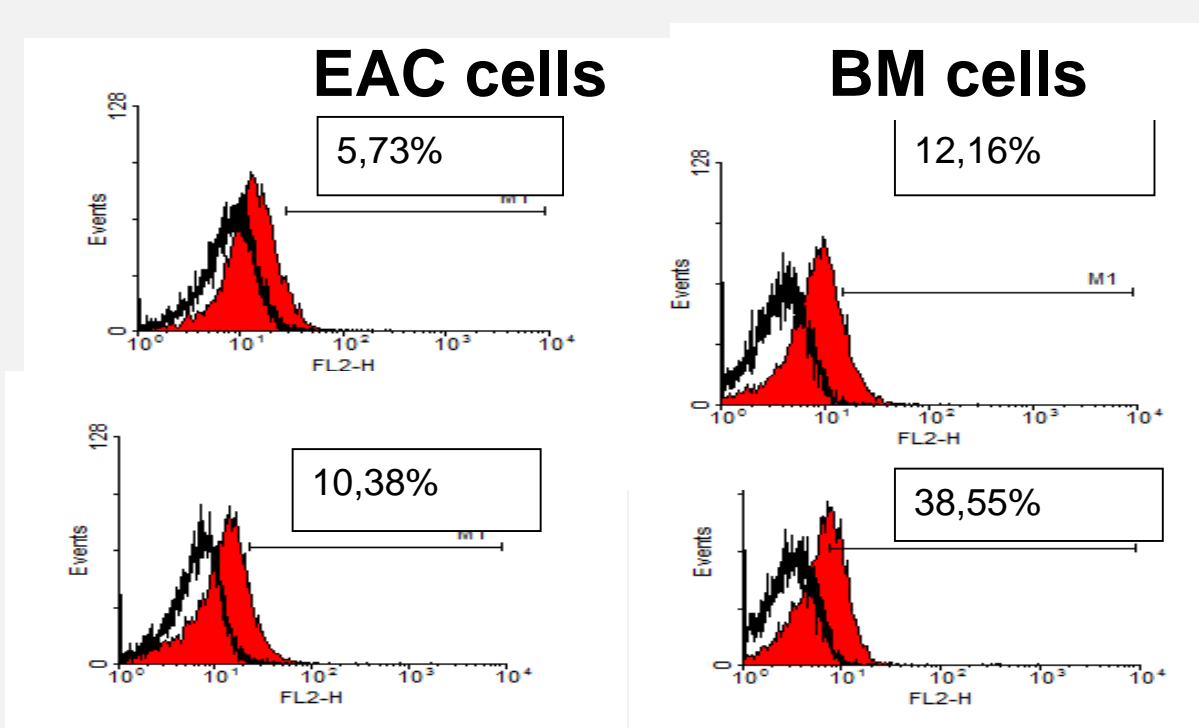 EAC cells
BM cells
128
5,73%
M1
Events
0
10⁰ 10¹ 10² 10³ 10⁴
FL2-H
128
12,16%
M1
Events
0
10⁰ 10¹ 10² 10³ 10⁴
FL2-H
128
10,38%
M1
Events
0
10⁰ 10¹ 10² 10³ 10⁴
FL2-H
38,55%
Events
0
10⁰ 10¹ 10² 10³ 10⁴
FL2-H